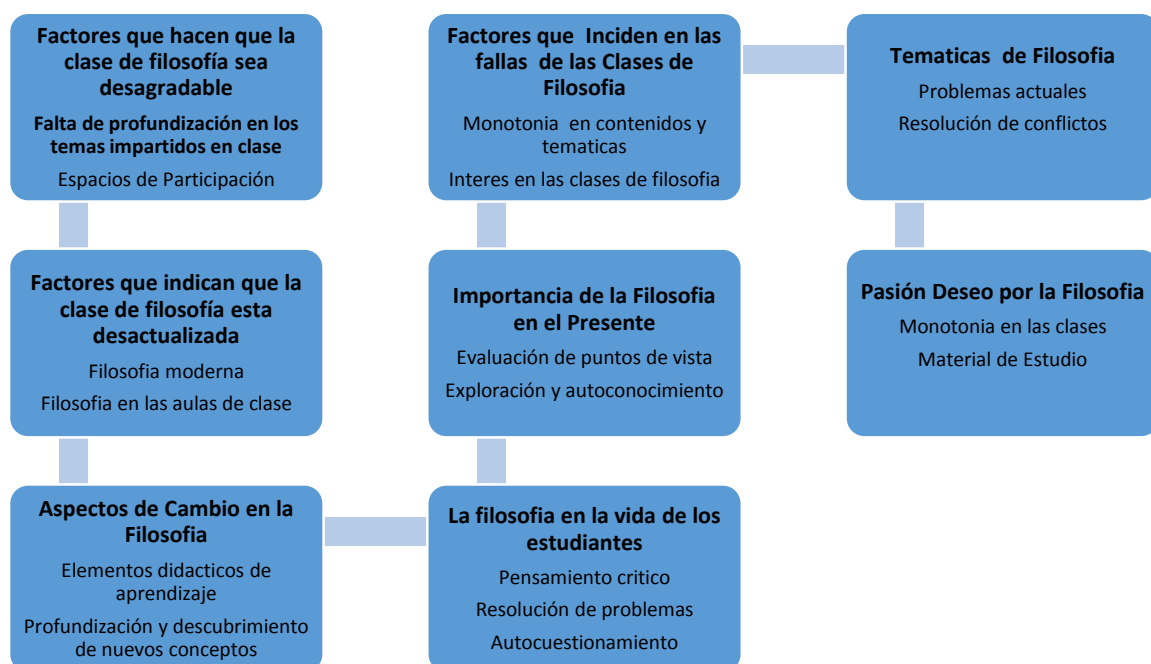 Factores que hacen que la
clase de filosofía sea
desagradable
Falta de profundización en los
temas impartidos en clase
Espacios de Participación
Factores que indican que la
clase de filosofía esta
desactualizada
Filosofia moderna
Filosofia en las aulas de clase
Aspectos de Cambio en la
Filosofia
Elementos didacticos de
aprendizaje
Profundización y descubrimiento
de nuevos conceptos
La filosofia en la vida de los
estudiantes
Pensamiento critico
Resolución de problemas
Autocuestionamiento
Importancia de la Filosofia
en el Presente
Evaluación de puntos de vista
Exploración y autoconocimiento
Factores que Inciden en las
fallas de las Clases de
Filosofia
Monotonia en contenidos y
tematicas
Interes en las clases de filosofia
Tematicas de Filosofia
Problemas actuales
Resolución de conflictos
Pasión Deseo por la Filosofia
Monotonia en las clases
Material de Estudio